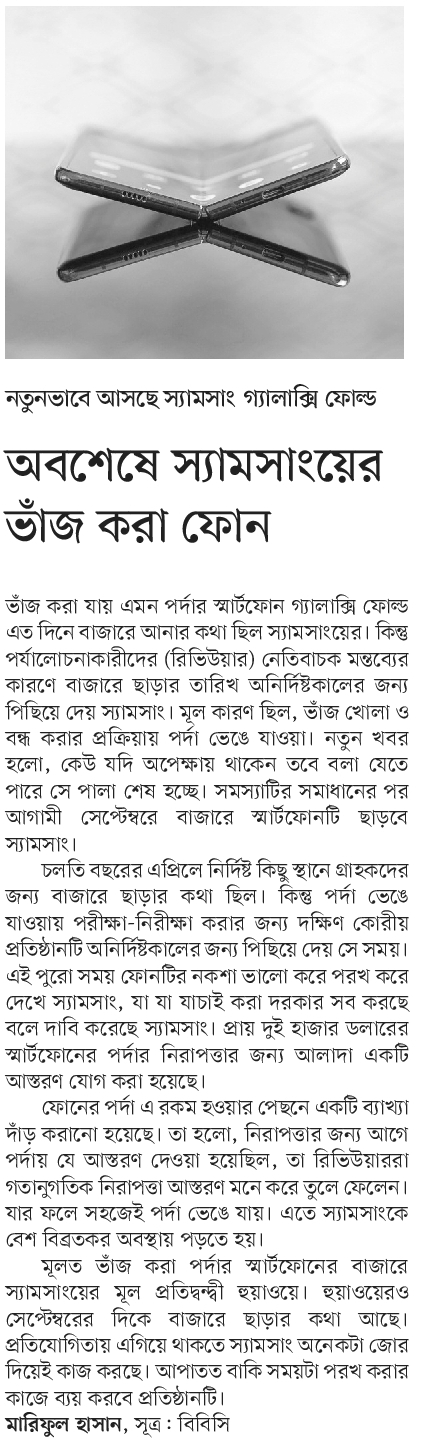 নতুনভাবে আসছে স্যামসাং গ্যালাক্সি ফোল্ড
অবশেষে স্যামসাংয়ের
ভাঁজ করা ফোন
ভাঁজ করা যায় এমন পর্দার স্মার্টফোন গ্যালাক্সি ফোল্ড
এত দিনে বাজারে আনার কথা ছিল স্যামসাংয়ের। কিন্তু
পর্যালোচনাকারীদের (রিভিউয়ার) নেতিবাচক মন্তব্যের
কারণে বাজারে ছাড়ার তারিখ অনির্দিষ্টকালের জন্য
পিছিয়ে দেয় স্যামসাং। মূল কারণ ছিল, ভাঁজ খোলা ও
বন্ধ করার প্রক্রিয়ায় পর্দা ভেঙে যাওয়া। নতুন খবর
হলো, কেউ যদি অপেক্ষায় থাকেন তবে বলা যেতে
পারে সে পালা শেষ হচ্ছে। সমস্যাটির সমাধানের পর
আগামী সেপ্টেম্বরে বাজারে স্মার্টফোনটি ছাড়বে
স্যামসাং।
চলতি বছরের এপ্রিলে নির্দিষ্ট কিছু স্থানে গ্রাহকদের
জন্য বাজারে ছাড়ার কথা ছিল। কিন্তু পর্দা ভেঙে
যাওয়ায় পরীক্ষা-নিরীক্ষা করার জন্য দক্ষিণ কোরীয়
প্রতিষ্ঠানটি অনির্দিষ্টকালের জন্য পিছিয়ে দেয় সে সময়।
এই পুরো সময় ফোনটির নকশা ভালো করে পরখ করে
দেখে স্যামসাং, যা যা যাচাই করা দরকার সব করছে
বলে দাবি করেছে স্যামসাং। প্রায় দুই হাজার ডলারের
স্মার্টফোনের পর্দার নিরাপত্তার জন্য আলাদা একটি
আস্তরণ যোগ করা হয়েছে।
ফোনের পর্দা এ রকম হওয়ার পেছনে একটি ব্যাখ্যা
দাঁড় করানো হয়েছে। তা হলো, নিরাপত্তার জন্য আগে
পর্দায় যে আস্তরণ দেওয়া হয়েছিল, তা রিভিউয়াররা
গতানুগতিক নিরাপত্তা আস্তরণ মনে করে তুলে ফেলেন।
যার ফলে সহজেই পর্দা ভেঙে যায়। এতে স্যামসাংকে
বেশ বিব্রতকর অবস্থায় পড়তে হয়।
মূলত ভাঁজ করা পর্দার স্মার্টফোনের বাজারে
স্যামসাংয়ের মূল প্রতিদ্বন্দ্বী হুয়াওয়ে। হুয়াওয়েরও
সেপ্টেম্বরের দিকে বাজারে ছাড়ার কথা আছে।
প্রতিযোগিতায় এগিয়ে থাকতে স্যামসাং অনেকটা জোর
দিয়েই কাজ করছে। আপাতত বাকি সময়টা পরখ করার
কাজে ব্যয় করবে প্রতিষ্ঠানটি।
মারিফুল হাসান, সূত্র : বিবিসি